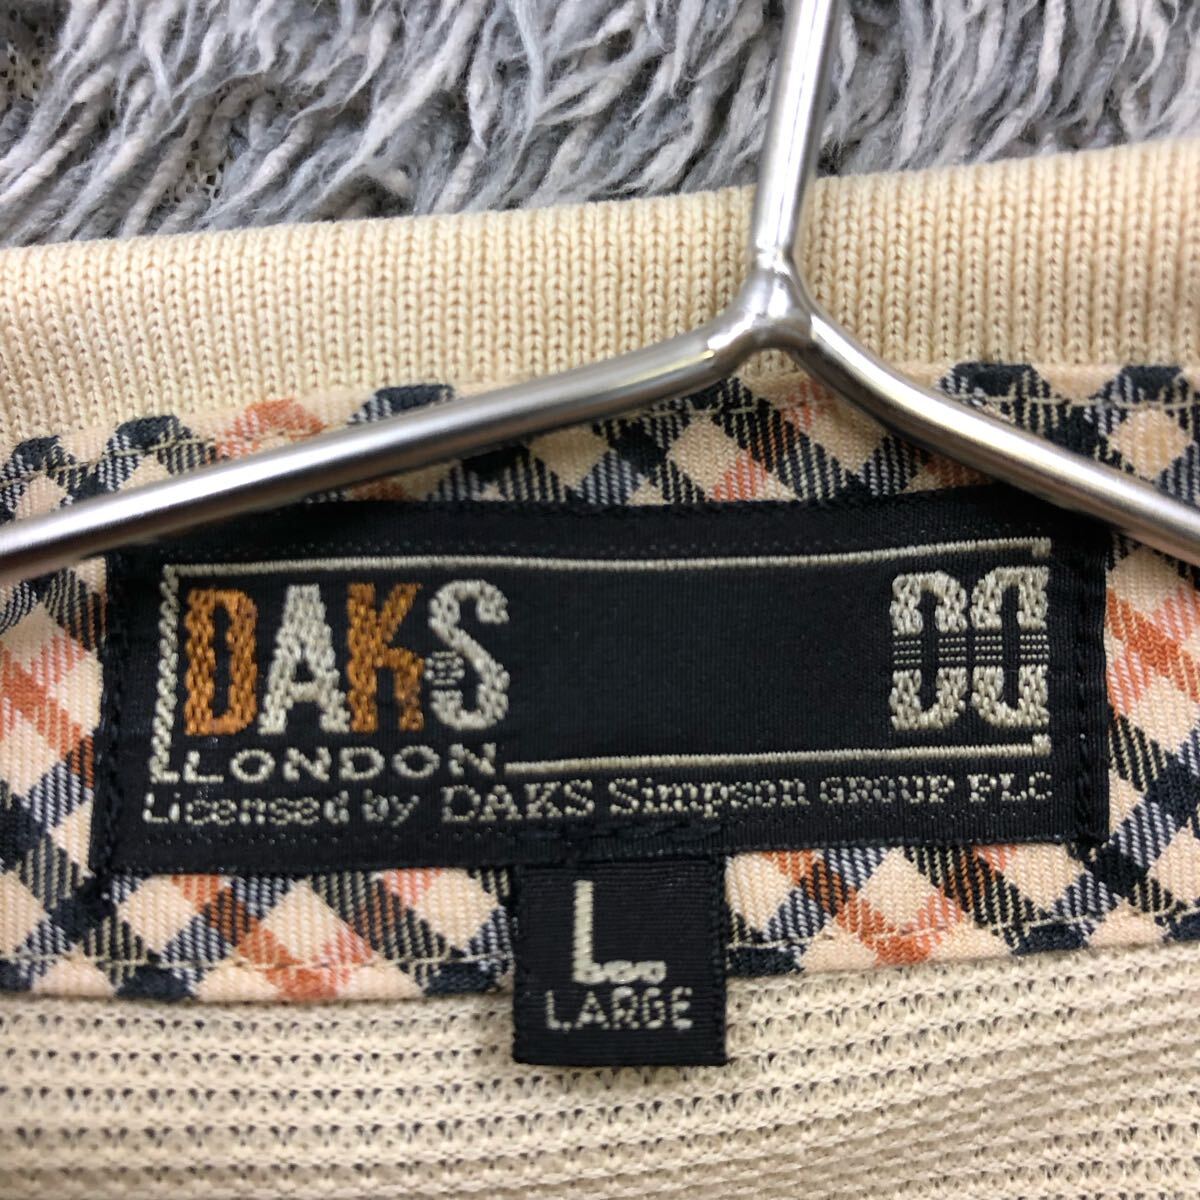 DAKS
LONDON
Licensed by DAKS Simpson GROUP PLC
L
LARGE